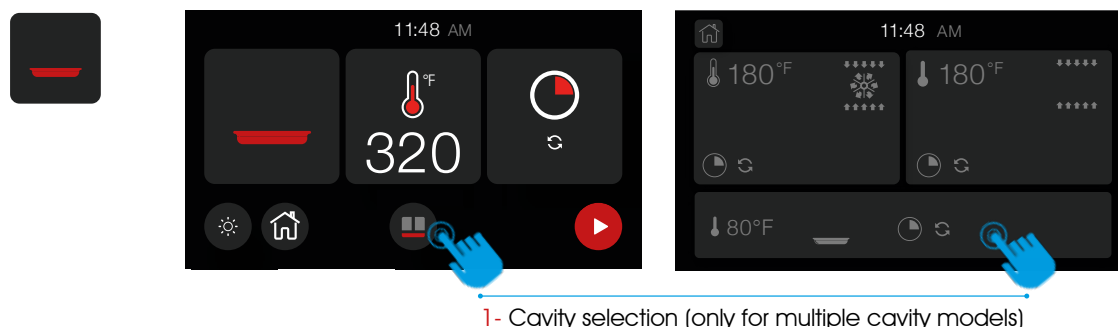 11:48 AM
°F
320
11:48 AM
180°F
180°F
80°F
1- Cavity selection (only for multiple cavity models)